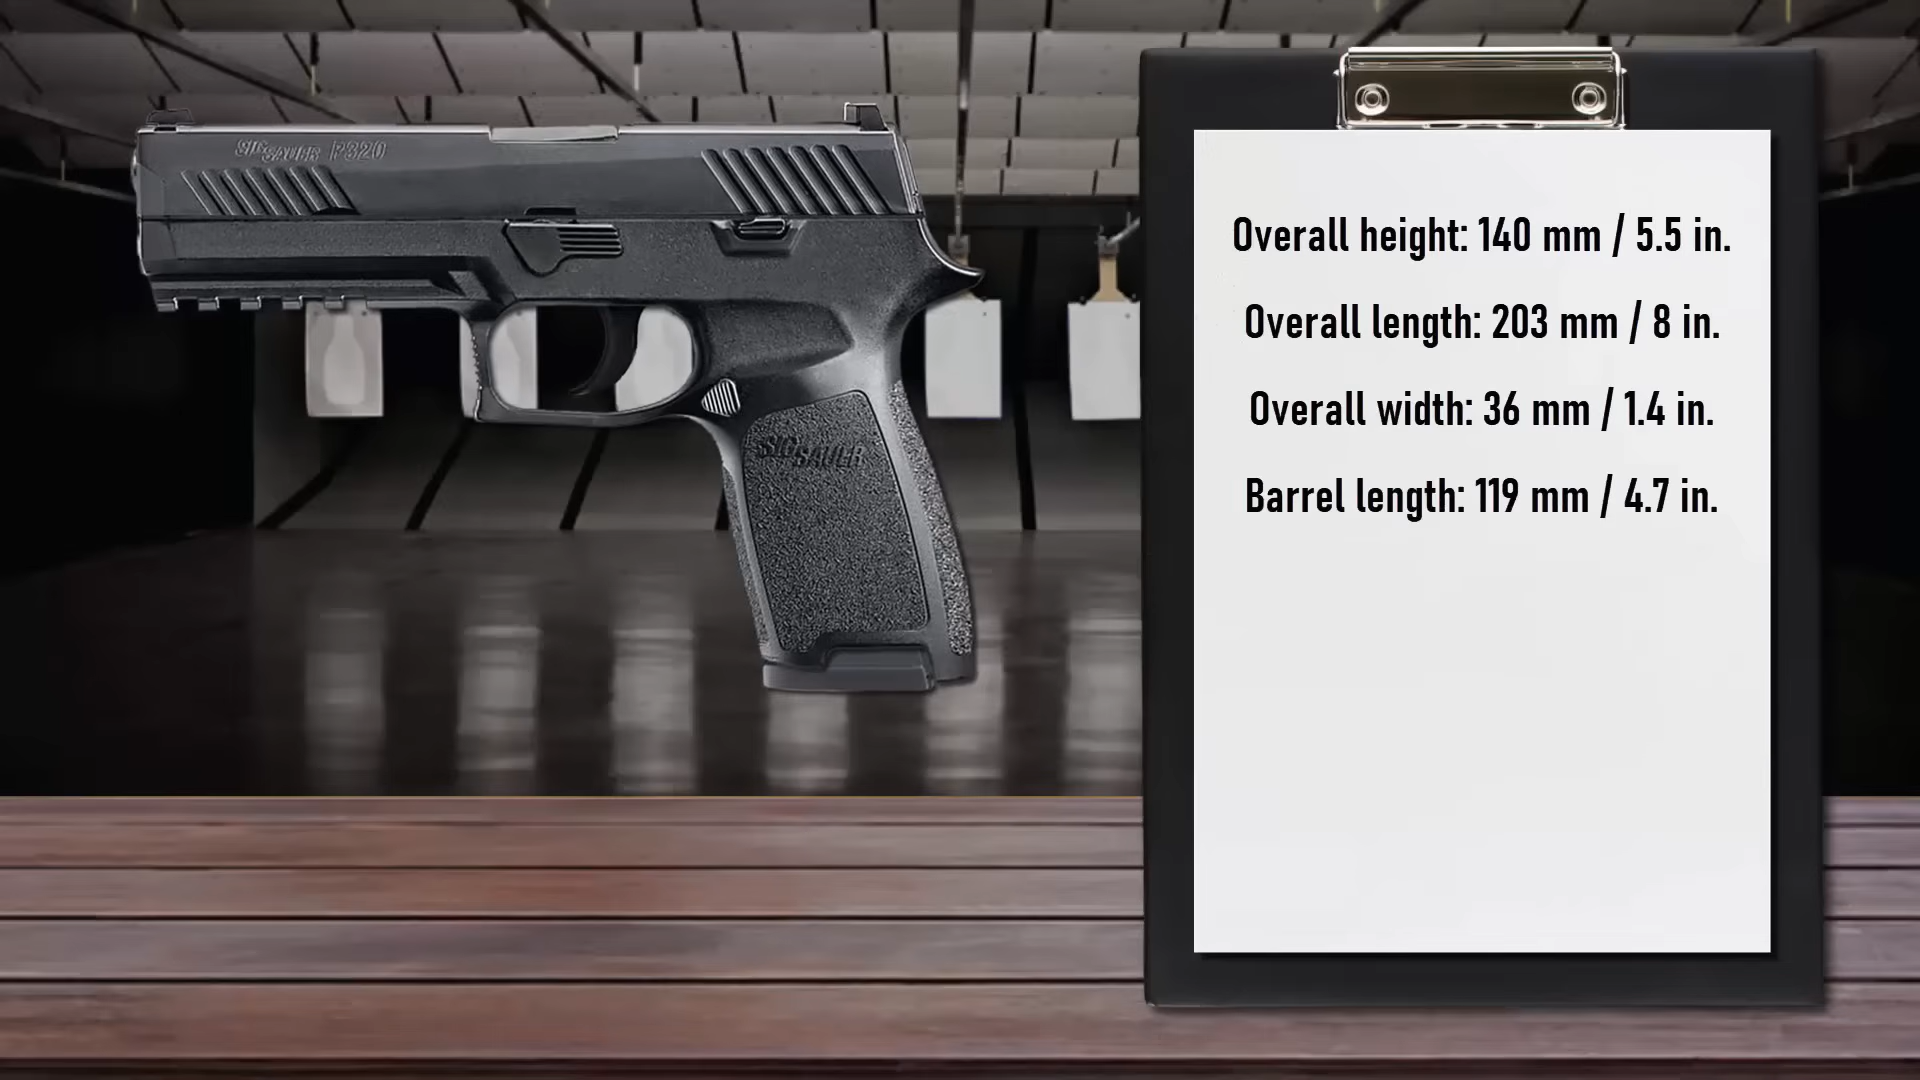 SIG SAUER P320
SIG SAUER
Overall height: 140 mm / 5.5 in.
Overall length: 203 mm / 8 in.
Overall width: 36 mm / 1.4 in.
Barrel length: 119 mm / 4.7 in.